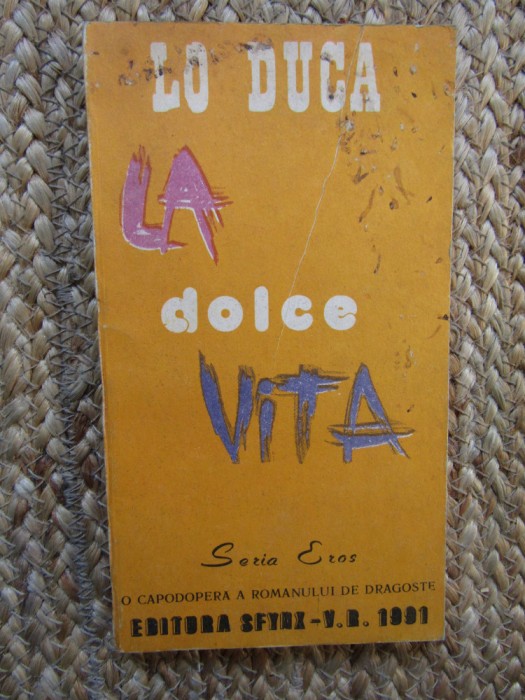 LO DUCA
LA
dolce
ViTA
Seria Eros
O CAPODOPERA A ROMANULUI DE DRAGOSTE
EDITURA SFYNX-V.R. 1991